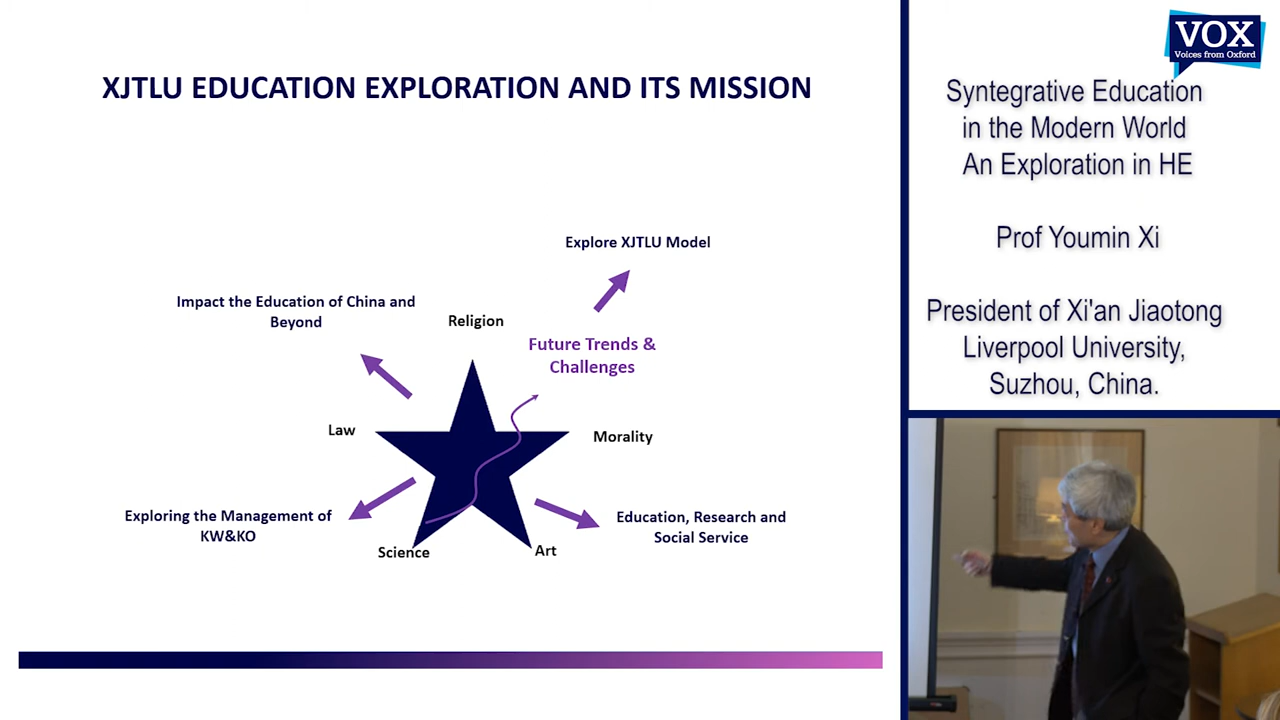 XJTLU EDUCATION EXPLORATION AND ITS MISSION
Explore XJTLU Model
Impact the Education of China and
Beyond
Religion
Future Trends &
Challenges
Law
Morality
Exploring the Management of
KW&KO
Education, Research and
Social Service
Science
Art
VOX
Voices from Oxford
Syntegrative Education
in the Modern World
An Exploration in HE
Prof Youmin Xi
President of Xi'an Jiaotong
Liverpool University,
Suzhou, China.